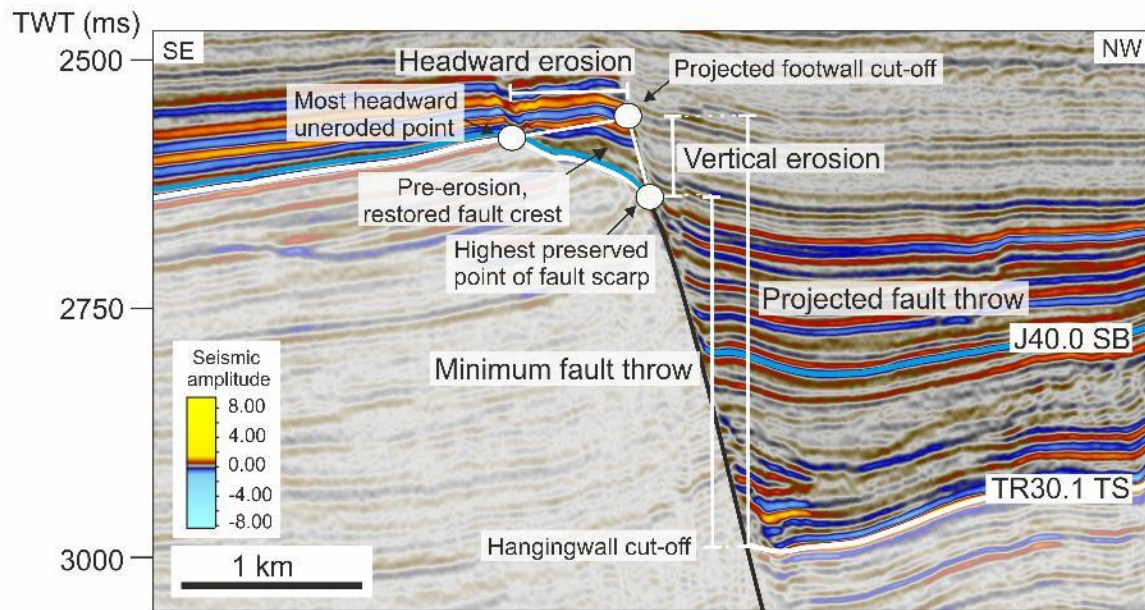 TWT (ms)
2500
2750
3000
SE
NW
Headward erosion
Projected footwall cut-off
Most headward
uneroded point
Vertical erosion
Pre-erosion,
restored fault crest
Highest preserved
point of fault scarp
Projected fault throw
J40.0 SB
Minimum fault throw
TR30.1 TS
Hangingwall cut-off
Seismic
amplitude
8.00
4.00
0.00
-4.00
-8.00
1 km